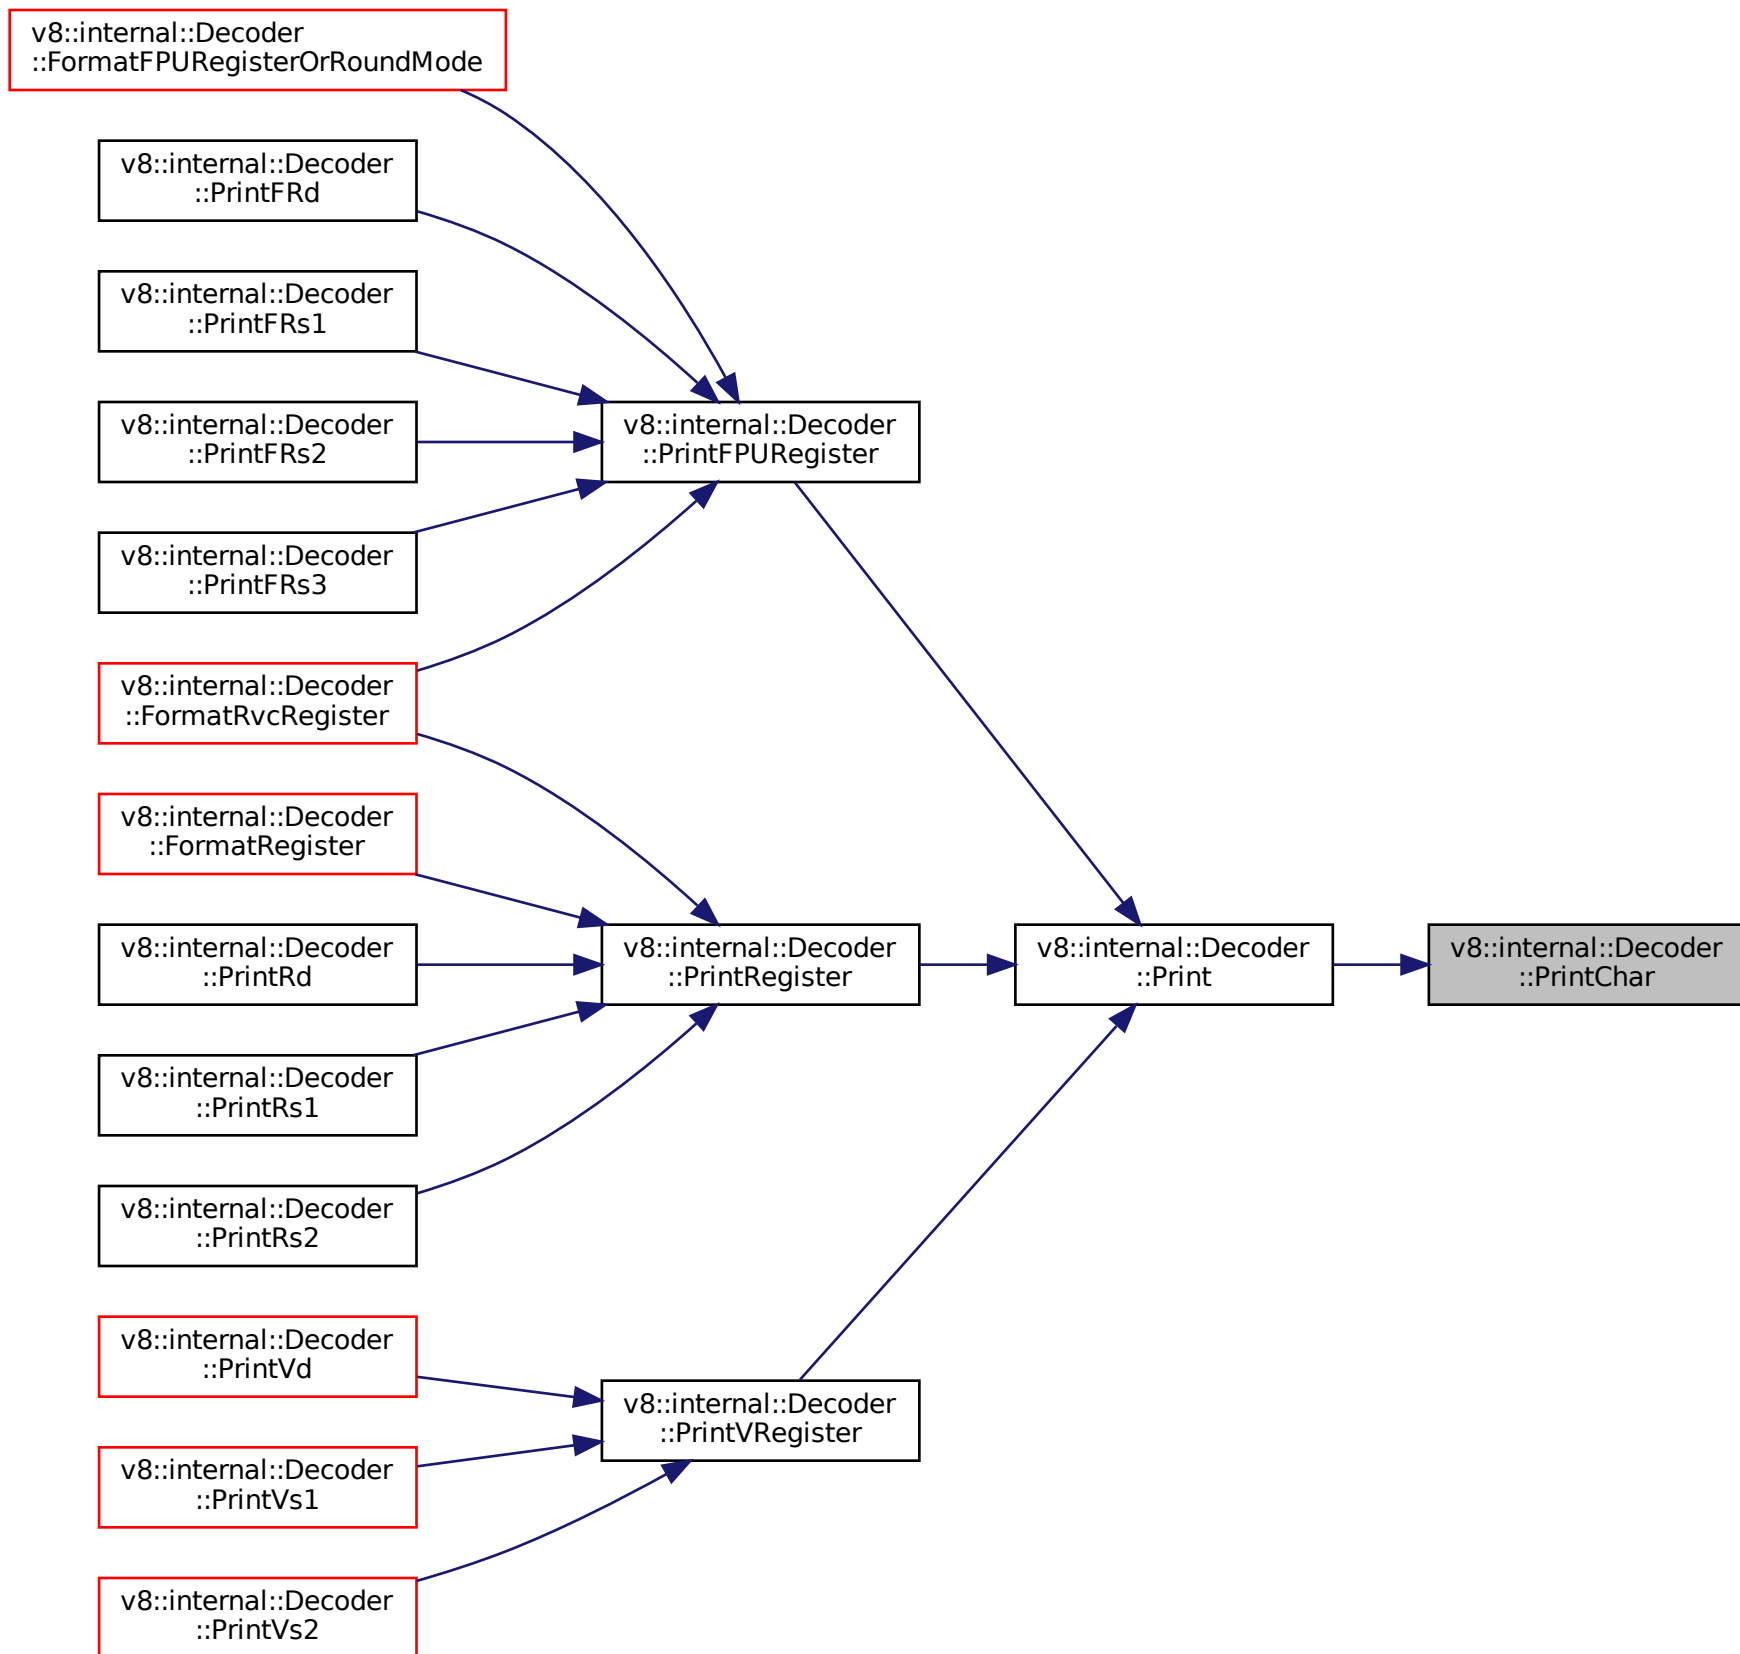 v8::internal::Decoder
::FormatFPURegisterOrRoundMode
v8::internal::Decoder
::PrintFRd
v8::internal::Decoder
::PrintFRs1
v8::internal::Decoder
::PrintFRs2
v8::internal::Decoder
::PrintFRs3
v8::internal::Decoder
::FormatRvcRegister
v8::internal::Decoder
::FormatRegister
v8::internal::Decoder
::PrintRd
v8::internal::Decoder
::PrintRs1
v8::internal::Decoder
::PrintRs2
v8::internal::Decoder
::PrintVd
v8::internal::Decoder
::PrintVs1
v8::internal::Decoder
::PrintVs2
v8::internal::Decoder
::PrintFPURegister
v8::internal::Decoder
::PrintRegister
v8::internal::Decoder
::PrintVRegister
v8::internal::Decoder
::Print
v8::internal::Decoder
::PrintChar